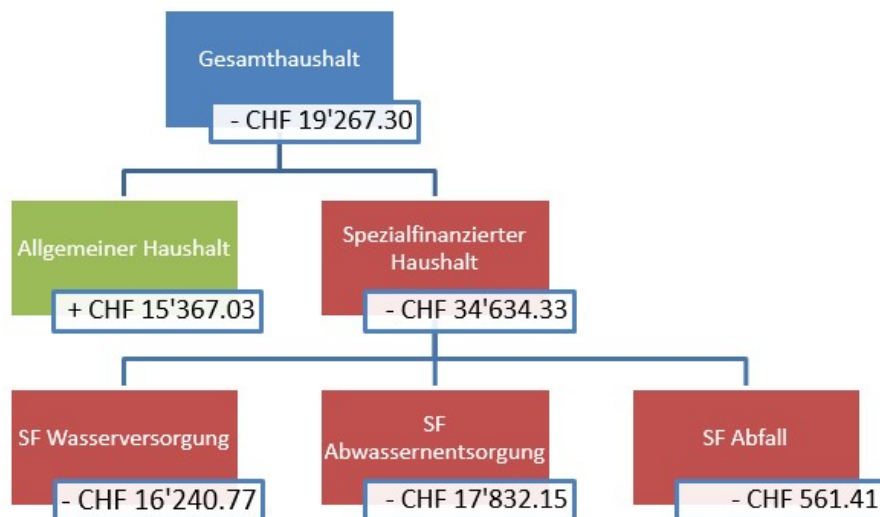 Gesamthaushalt
- CHF 19'267.30
Allgemeiner Haushalt
+ CHF 15'367.03
Spezialfinanzierter
Haushalt
- CHF 34'634.33
SF Wasserversorgung
- CHF 16'240.77
SF
Abwassernentsorgung
- CHF 17'832.15
SF Abfall
- CHF 561.41